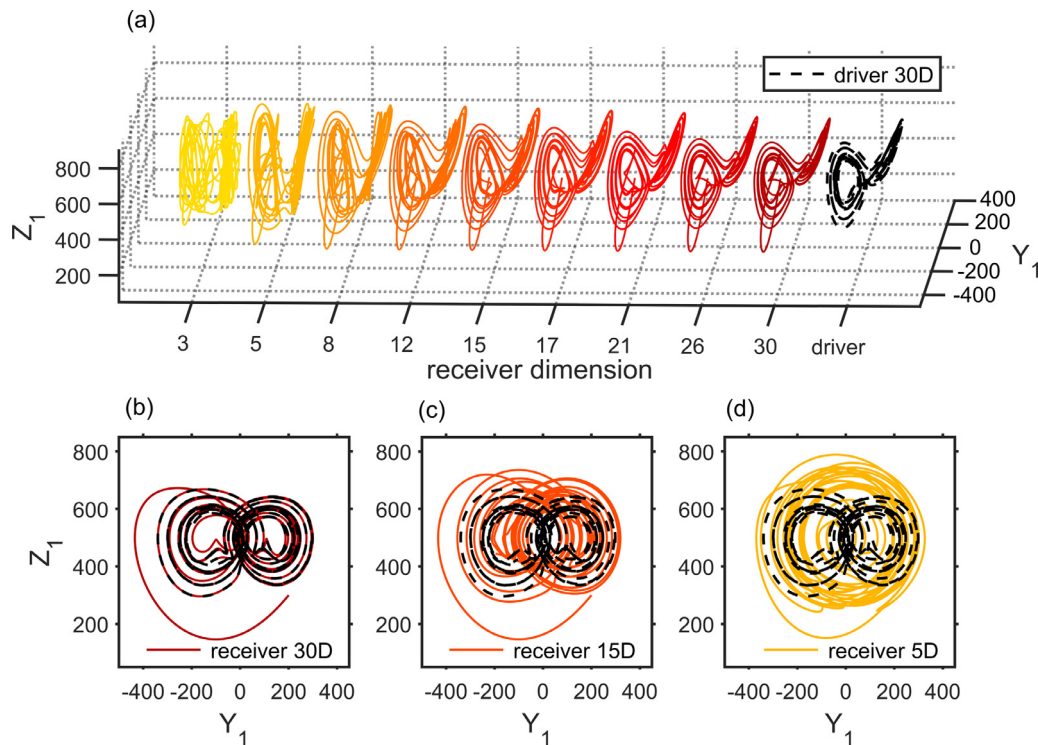 (a)
driver 30D
800
600
400
200
Z1
400
200
0
-200
-400
Y1
3 5 8 12 15 17 21 26 30 driver
receiver dimension
(b) (c) (d)
800 800 800
600 600 600
400 400 400
200 200 200
Z1
receiver 30D receiver 15D receiver 5D
-400 -200 0 200 400 -400 -200 0 200 400 -400 -200 0 200 400
Y1 Y1 Y1